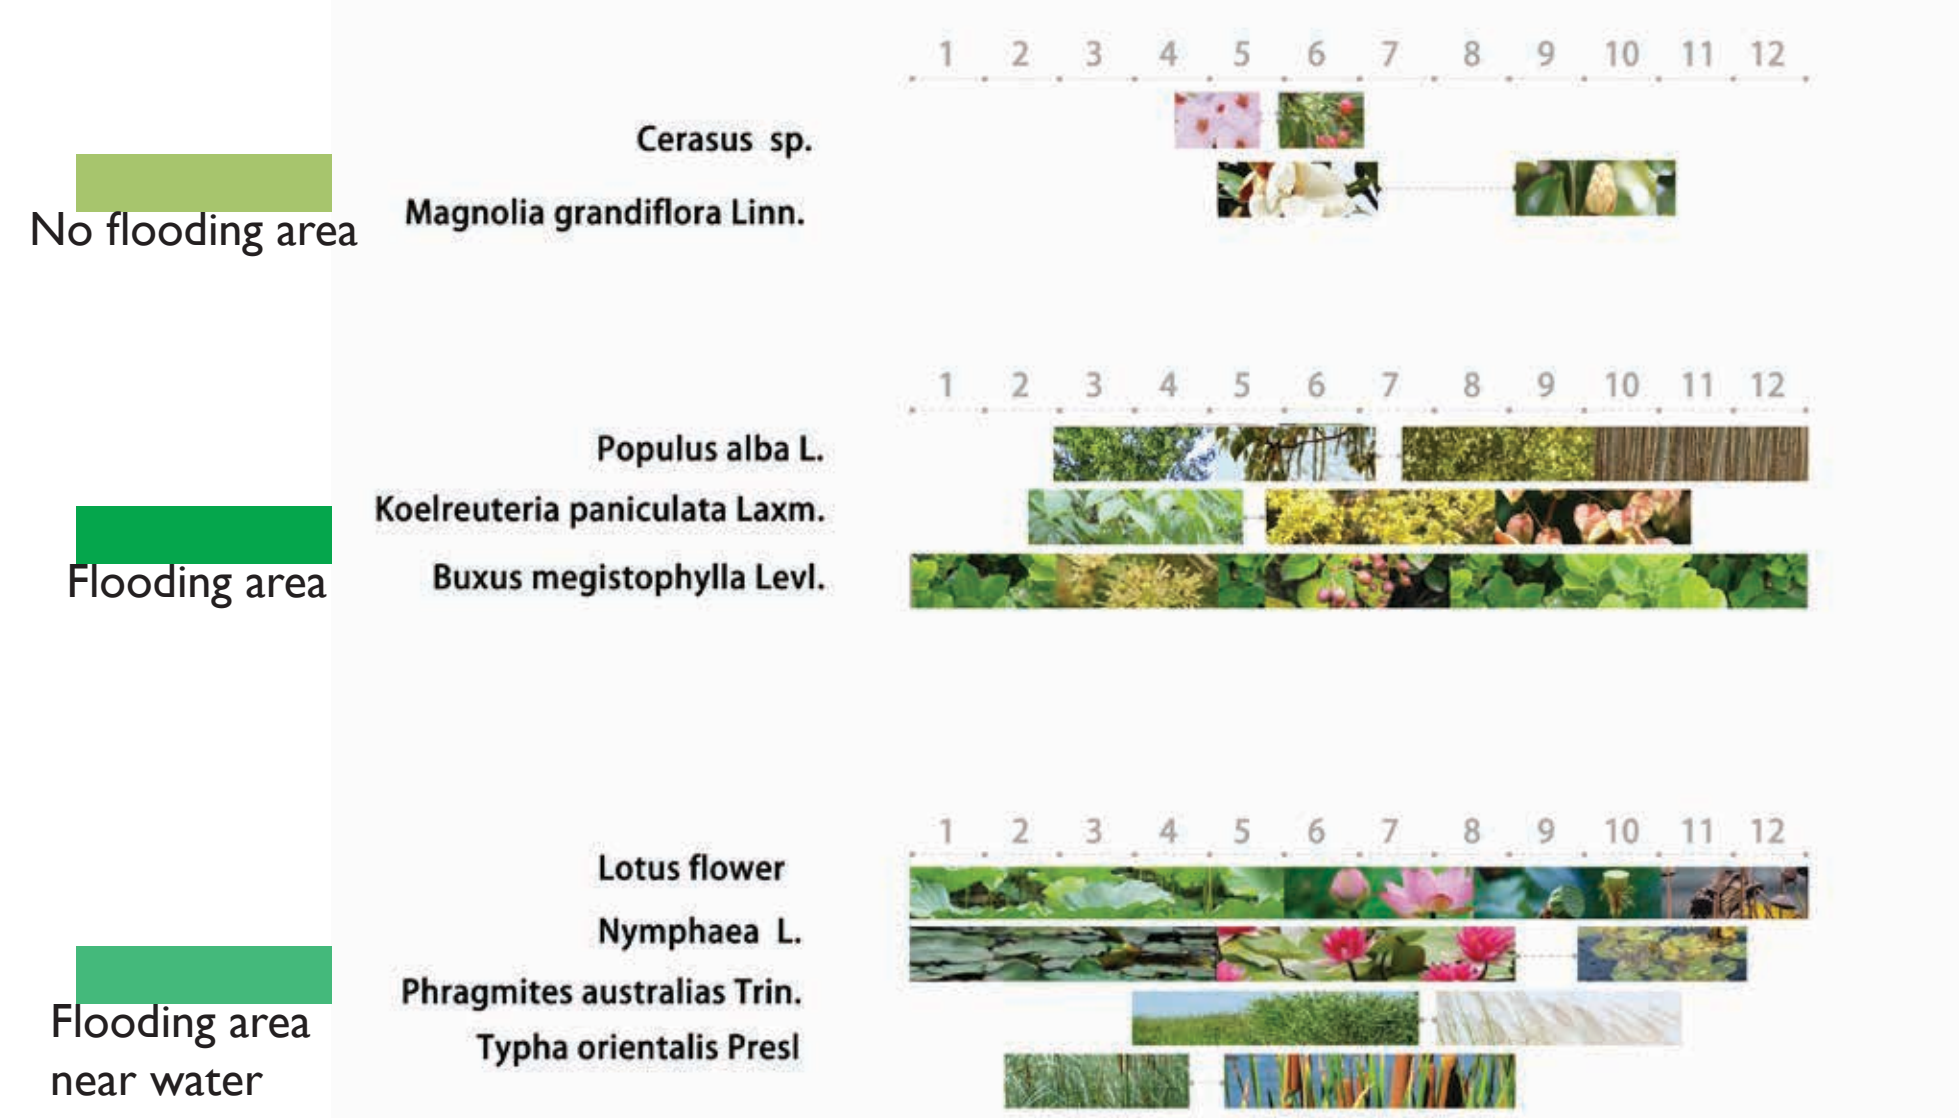 1 2 3 4 5 6 7 8 9 10 11 12
Cerasus sp.
Magnolia grandiflora Linn.
No flooding area
1 2 3 4 5 6 7 8 9 10 11 12
Populus alba L.
Koelreuteria paniculata Laxm.
Buxus megistophylla Levl.
Flooding area
1 2 3 4 5 6 7 8 9 10 11 12
Lotus flower
Nymphaea L.
Phragmites australias Trin.
Typha orientalis Presl
Flooding area
near water